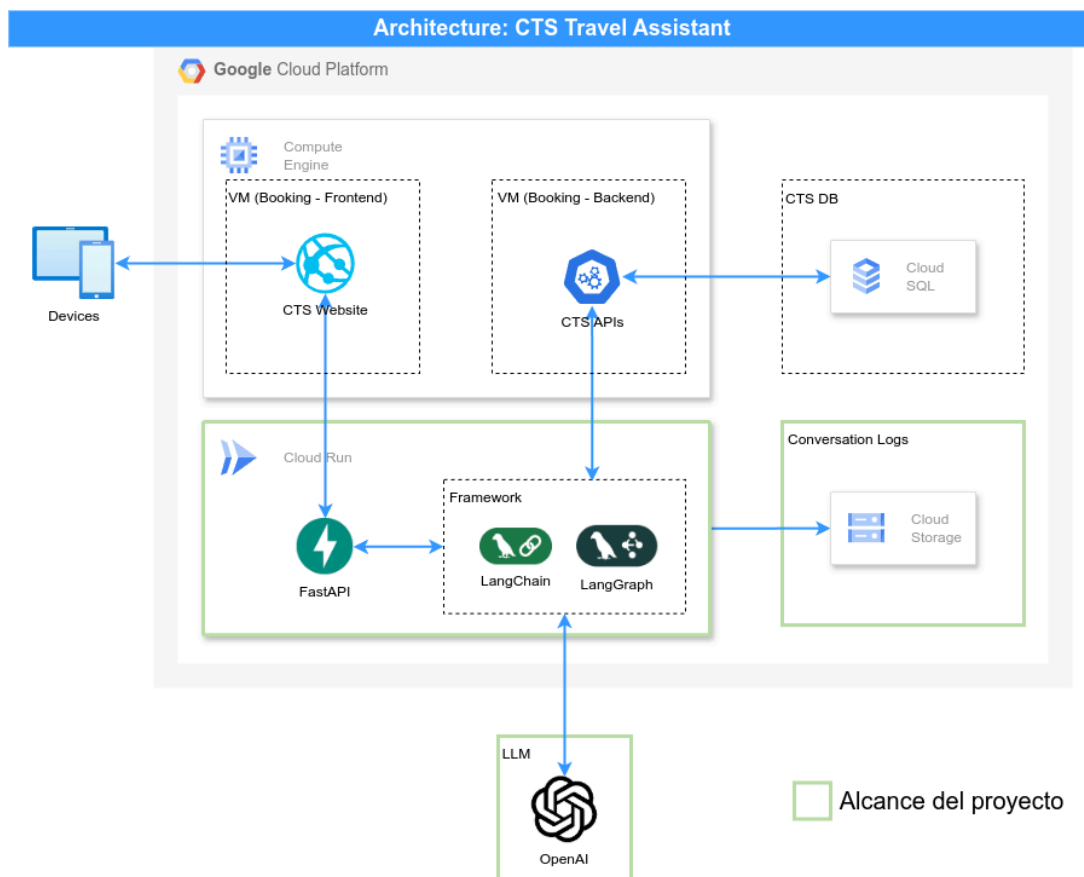 Architecture: CTS Travel Assistant
Google Cloud Platform
Compute
Engine
VM (Booking - Frontend)
VM (Booking - Backend)
CTS DB
Cloud
SQL
CTS Website
CTS APIs
Devices
Cloud Run
Conversation Logs
Framework
Cloud
Storage
LangChain
LangGraph
FastAPI
LLM
OpenAI
Alcance del proyecto